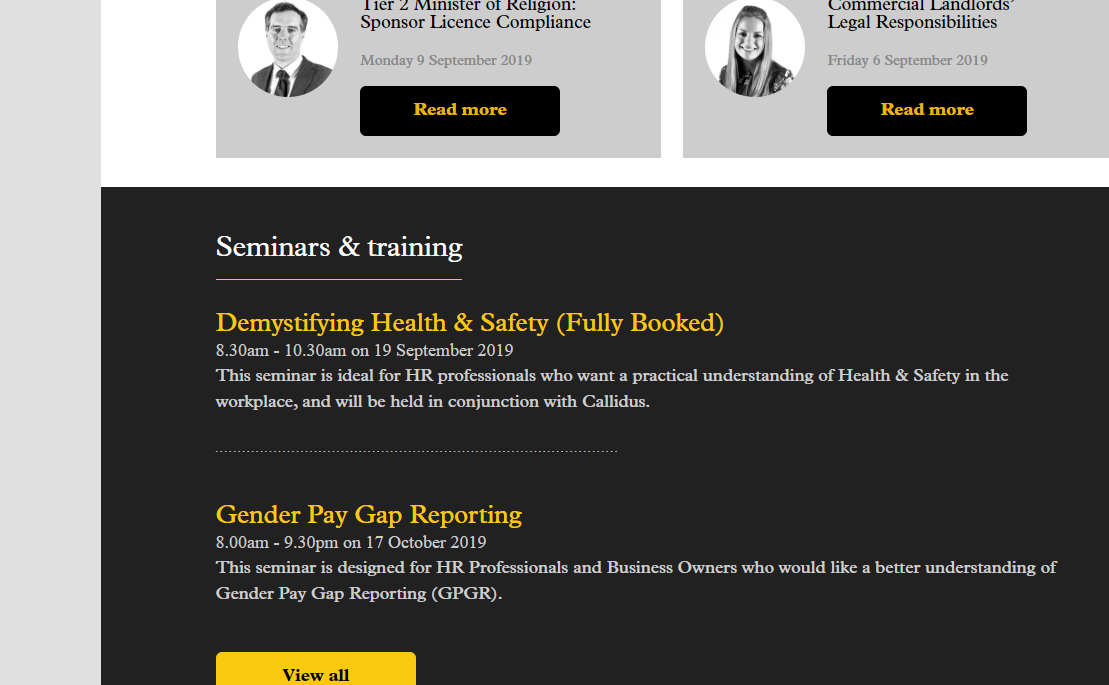 Tier 2 Minister of Religion:
Sponsor Licence Compliance
Monday 9 September 2019
Read more
Commercial Landlords’
Legal Responsibilities
Friday 6 September 2019
Read more
Seminars & training
Demystifying Health & Safety (Fully Booked)
8.30am - 10.30am on 19 September 2019
This seminar is ideal for HR professionals who want a practical understanding of Health & Safety in the
workplace, and will be held in conjunction with Callidus.
Gender Pay Gap Reporting
8.00am - 9.30pm on 17 October 2019
This seminar is designed for HR Professionals and Business Owners who would like a better understanding of
Gender Pay Gap Reporting (GPGR).
View all